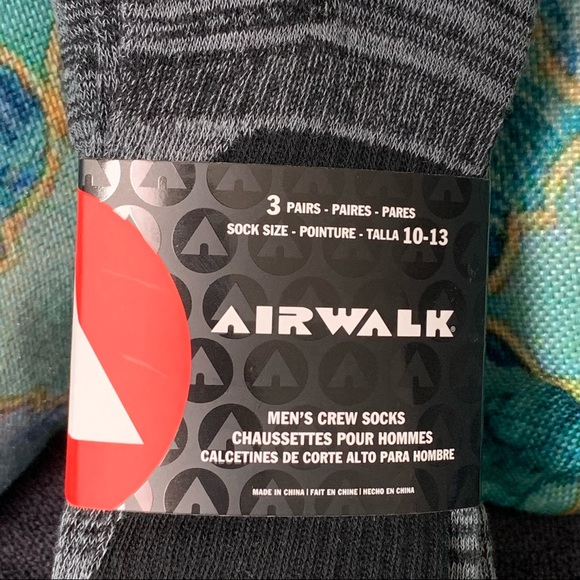 3 PAIRS - PAIRES - PARES
SOCK SIZE - POINTURE - TALLA 10-13
AIRWALK®
MEN'S CREW SOCKS
CHAUSSETTES POUR HOMMES
CALCETINES DE CORTE ALTO PARA HOMBRE
MADE IN CHINA | FAIT EN CHINE | HECHO EN CHINA